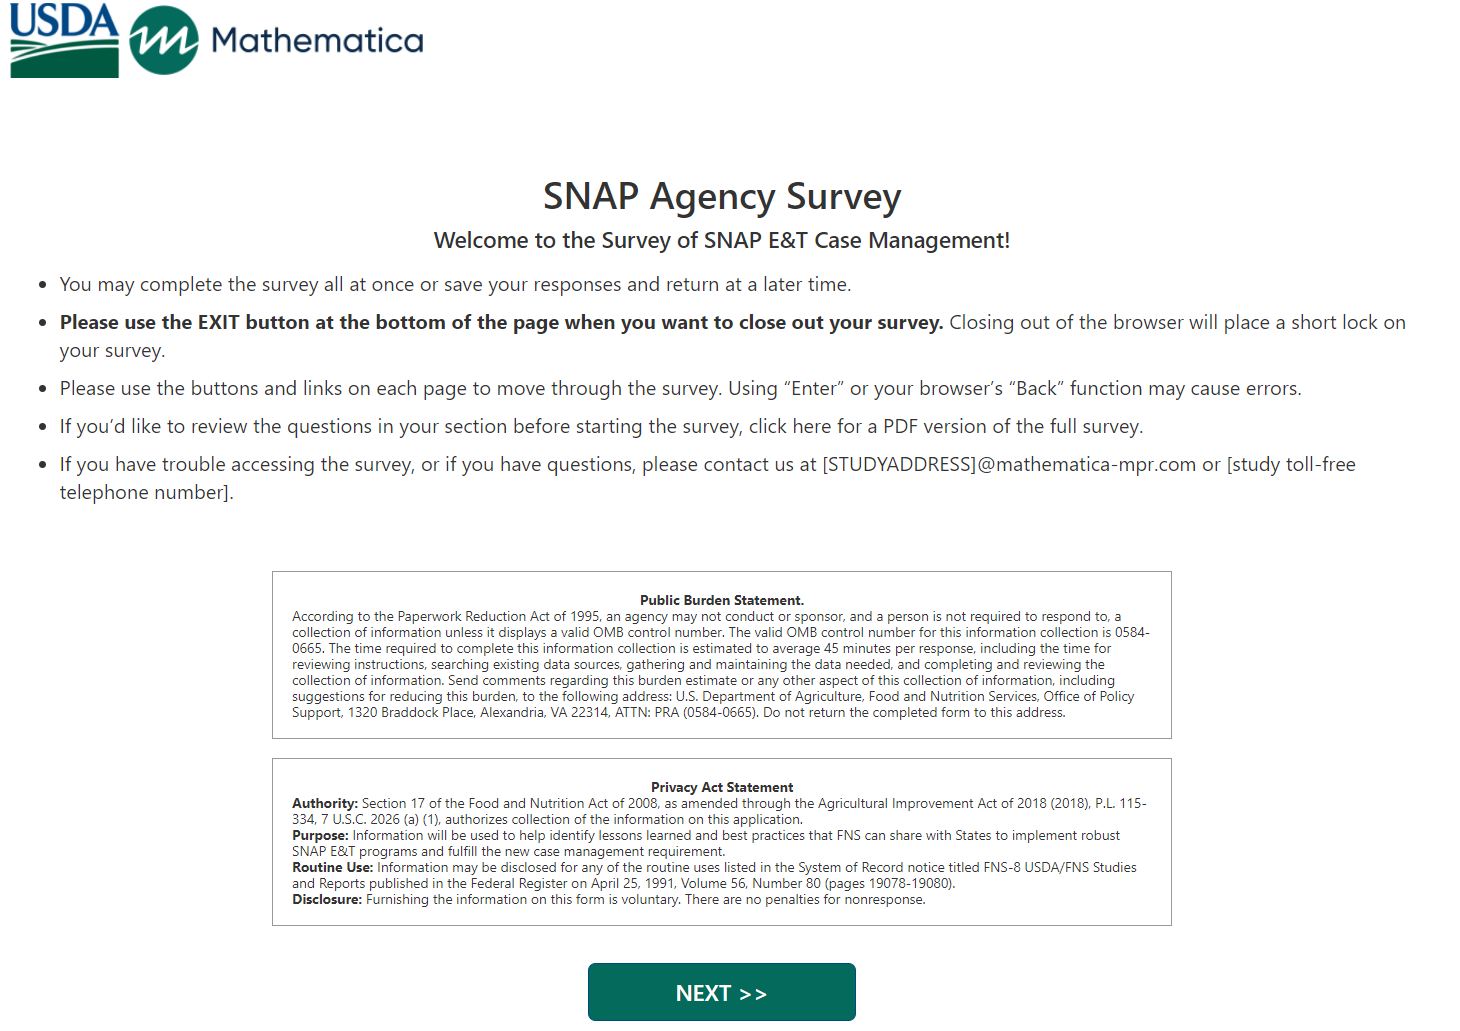 USDA
m Mathematica
SNAP Agency Survey
Welcome to the Survey of SNAP E&T Case Management!
• You may complete the survey all at once or save your responses and return at a later time.
• Please use the EXIT button at the bottom of the page when you want to close out your survey. Closing out of the browser will place a short lock on
your survey.
• Please use the buttons and links on each page to move through the survey. Using “Enter” or your browser’s “Back” function may cause errors.
• If you’d like to review the questions in your section before starting the survey, click here for a PDF version of the full survey.
• If you have trouble accessing the survey, or if you have questions, please contact us at [STUDYADDRESS]@mathematica-mpr.com or [study toll-free
telephone number].
Public Burden Statement.
According to the Paperwork Reduction Act of 1995, an agency may not conduct or sponsor, and a person is not required to respond to, a
collection of information unless it displays a valid OMB control number. The valid OMB control number for this information collection is 0584-
0665. The time required to complete this information collection is estimated to average 45 minutes per response, including the time for
reviewing instructions, searching existing data sources, gathering and maintaining the data needed, and completing and reviewing the
collection of information. Send comments regarding this burden estimate or any other aspect of this collection of information, including
suggestions for reducing this burden, to the following address: U.S. Department of Agriculture, Food and Nutrition Services, Office of Policy
Support, 1320 Braddock Place, Alexandria, VA 22314, ATTN: PRA (0584-0665). Do not return the completed form to this address.
Privacy Act Statement
Authority: Section 17 of the Food and Nutrition Act of 2008, as amended through the Agricultural Improvement Act of 2018 (2018), P.L. 115-
334, 7 U.S.C. 2026 (a) (1), authorizes collection of the information on this application.
Purpose: Information will be used to help identify lessons learned and best practices that FNS can share with States to implement robust
SNAP E&T programs and fulfill the new case management requirement.
Routine Use: Information may be disclosed for any of the routine uses listed in the System of Record notice titled FNS-8 USDA/FNS Studies
and Reports published in the Federal Register on April 25, 1991, Volume 56, Number 80 (pages 19078-19080).
Disclosure: Furnishing the information on this form is voluntary. There are no penalties for nonresponse.
NEXT >>